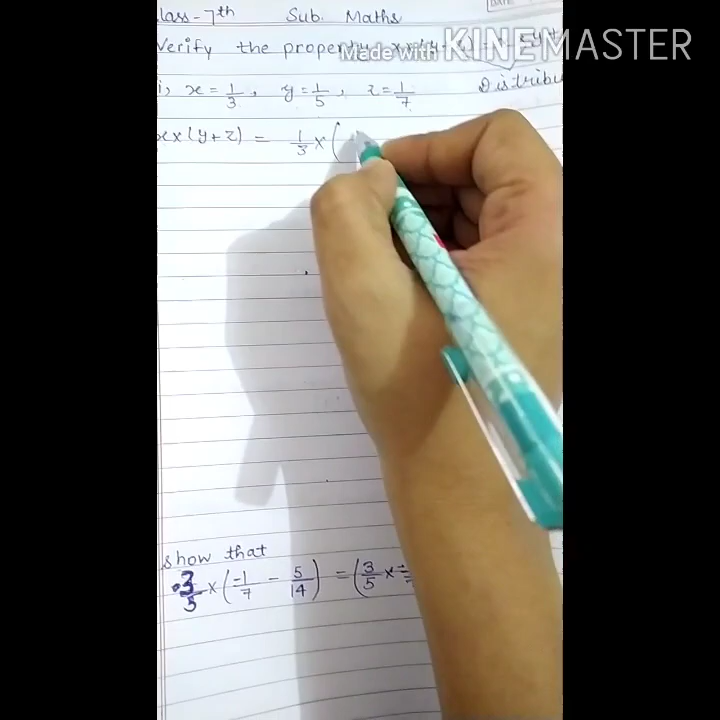 class-7th Sub. Maths
Verify the property
Made with KINEMASTER
i, x = 1/3, y = 1/5, z = 1/7 Distribu
x×(y+z) = 1/3 × (
show that
3/5 × (-1/7 - 5/14) = (3/5 ×